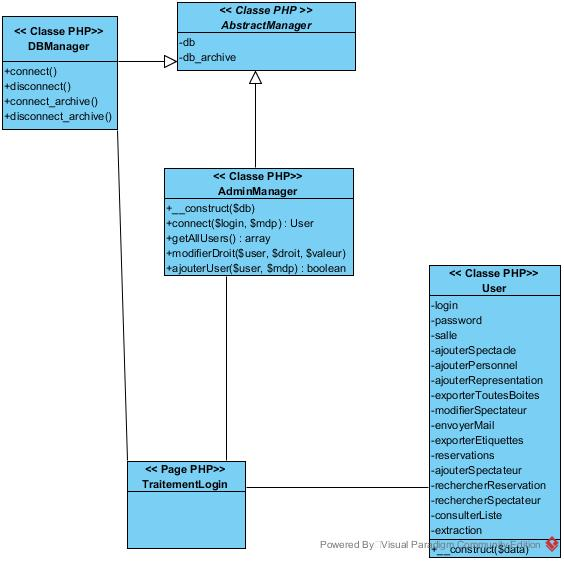 << Classe PHP >>
AbstractManager
-db
-db_archive
<< Classe PHP>>
DBManager
+connect()
+disconnect()
+connect_archive()
+disconnect_archive()
<< Classe PHP>>
AdminManager
+__construct($db)
+connect($login, $mdp) : User
+getAllUsers() : array
+modifierDroit($user, $droit, $valeur)
+ajouterUser($user, $mdp) : boolean
<< Classe PHP>>
User
-login
-password
-salle
-ajouterSpectacle
-ajouterPersonnel
-ajouterRepresentation
-exporterToutesBoites
-modifierSpectateur
-envoyerMail
-exporterEtiquettes
-reservations
-ajouterSpectateur
-rechercherReservation
-rechercherSpectateur
-consulterListe
-extraction
+__construct($data)
<< Page PHP>>
TraitementLogin
Powered By Visual Paradigm Community Edition